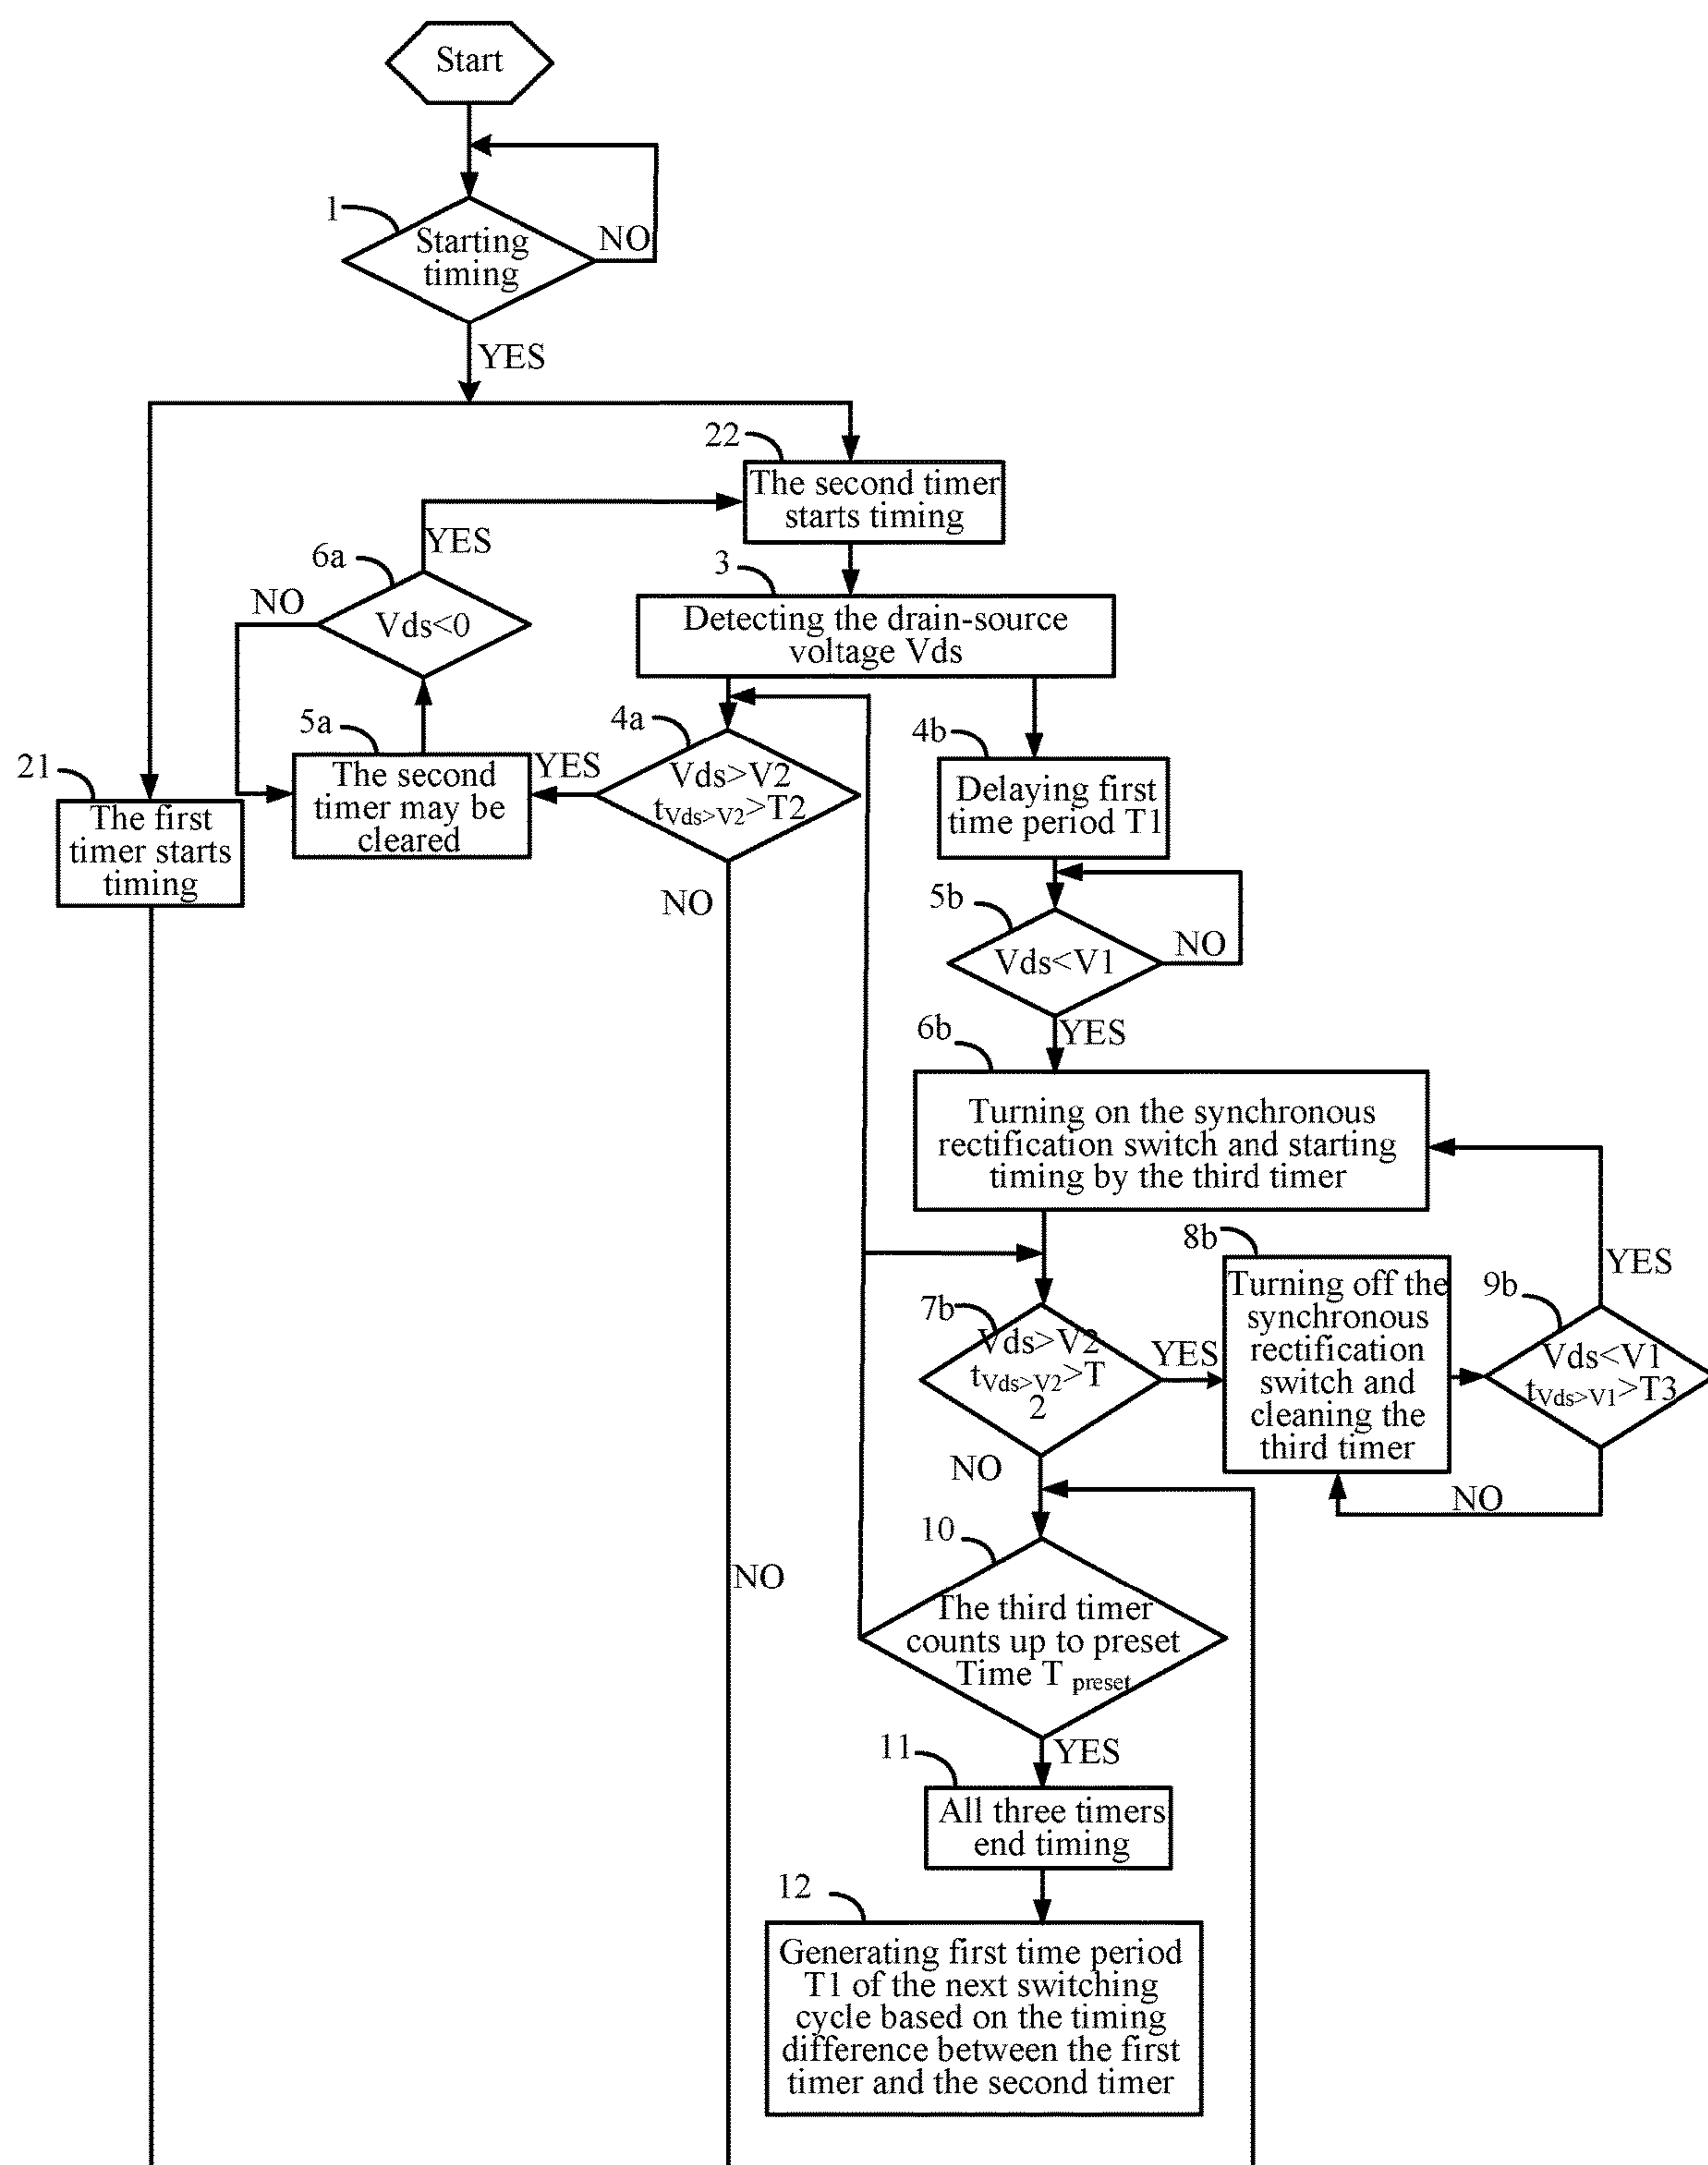 Start
1
Starting
timing
NO
YES
22
The second timer
starts timing
YES
6a
3
NO
Vds<0
Detecting the drain-source
voltage Vds
5a
4a
4b
21
The second
timer may be
cleared
YES
Vds>V2
tVds>V2>T2
Delaying first
time period T1
The first
timer starts
timing
NO
5b
NO
Vds<V1
6b
YES
Turning on the synchronous
rectification switch and starting
timing by the third timer
8b
YES
7b
Turning off the
synchronous
rectification
switch and
cleaning the
third timer
9b
Vds>V2
tVds>V2>T
2
YES
Vds<V1
tVds>V1>T3
NO
NO
10
NO
The third timer
counts up to preset
Time T preset
YES
11
All three timers
end timing
12
Generating first time period
T1 of the next switching
cycle based on the timing
difference between the first
timer and the second timer